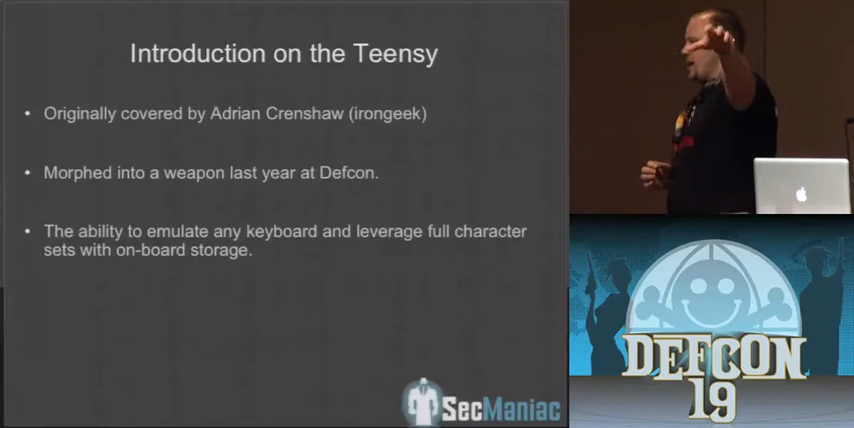 Introduction on the Teensy
• Originally covered by Adrian Crenshaw (irongeek)
• Morphed into a weapon last year at Defcon.
• The ability to emulate any keyboard and leverage full character
sets with on-board storage.
SecManiac
DEFCON
19